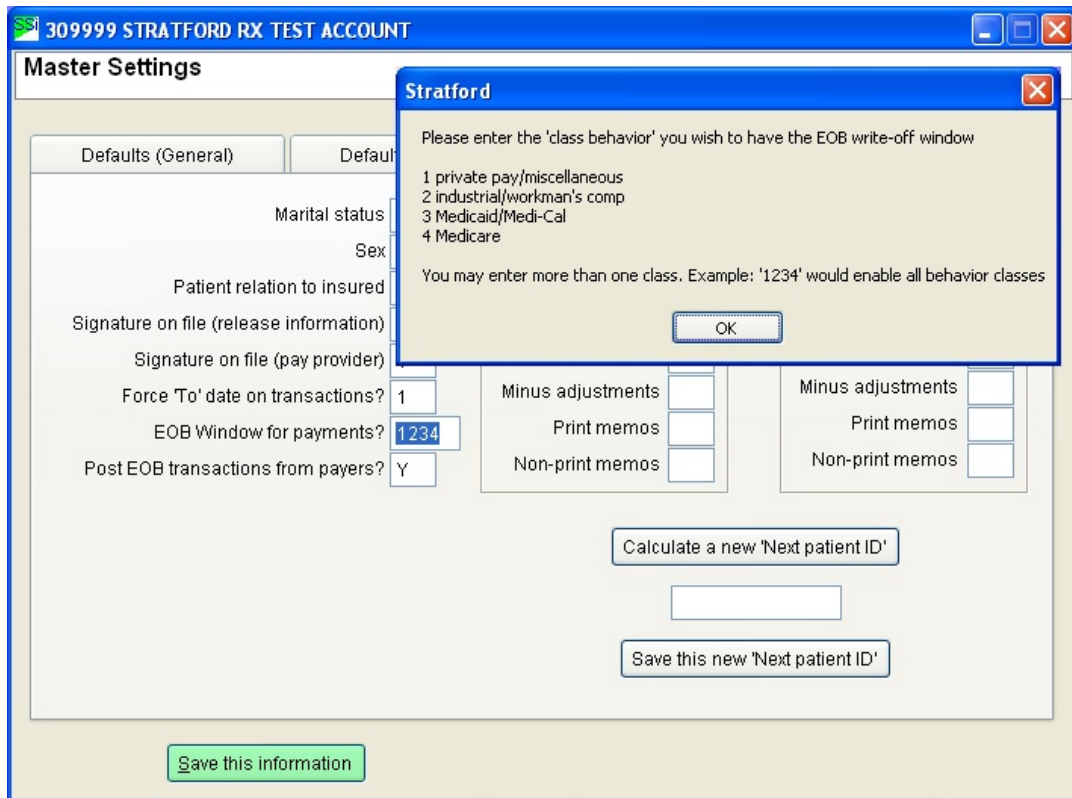 SSI 309999 STRATFORD RX TEST ACCOUNT
Master Settings
Stratford
Please enter the 'class behavior' you wish to have the EOB write-off window
1 private pay/miscellaneous
2 industrial/workman's comp
3 Medicaid/Medi-Cal
4 Medicare
You may enter more than one class. Example: '1234' would enable all behavior classes
OK
Defaults (General)
Defaul
Marital status
Sex
Patient relation to insured
Signature on file (release information)
Signature on file (pay provider)
Force 'To' date on transactions? 1
EOB Window for payments? 1234
Post EOB transactions from payers? Y
Minus adjustments
Print memos
Non-print memos
Minus adjustments
Print memos
Non-print memos
Calculate a new 'Next patient ID'
Save this new 'Next patient ID'
Save this information